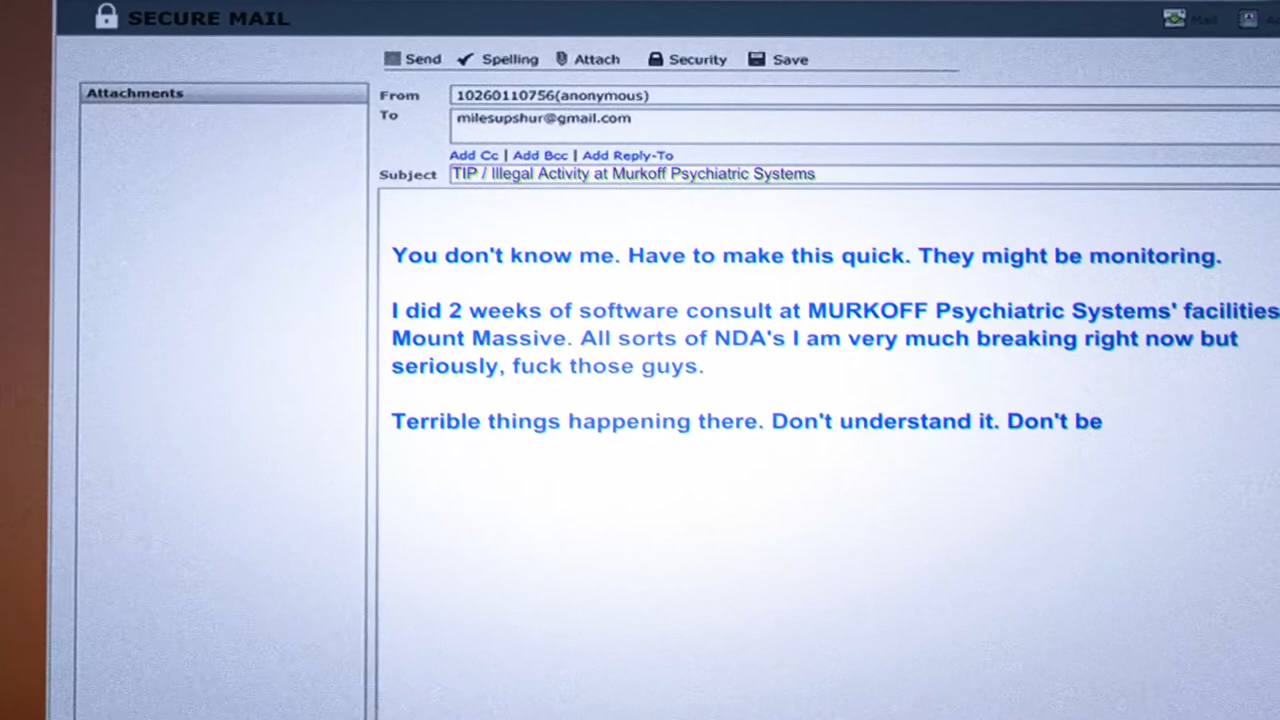 SECURE MAIL
Mail
Send Spelling Attach Security Save
Attachments
From 10260110756(anonymous)
To milesupshur@gmail.com
Add Cc | Add Bcc | Add Reply-To
Subject TIP / Illegal Activity at Murkoff Psychiatric Systems
You don't know me. Have to make this quick. They might be monitoring.
I did 2 weeks of software consult at MURKOFF Psychiatric Systems' facilities
Mount Massive. All sorts of NDA's I am very much breaking right now but
seriously, fuck those guys.
Terrible things happening there. Don't understand it. Don't be